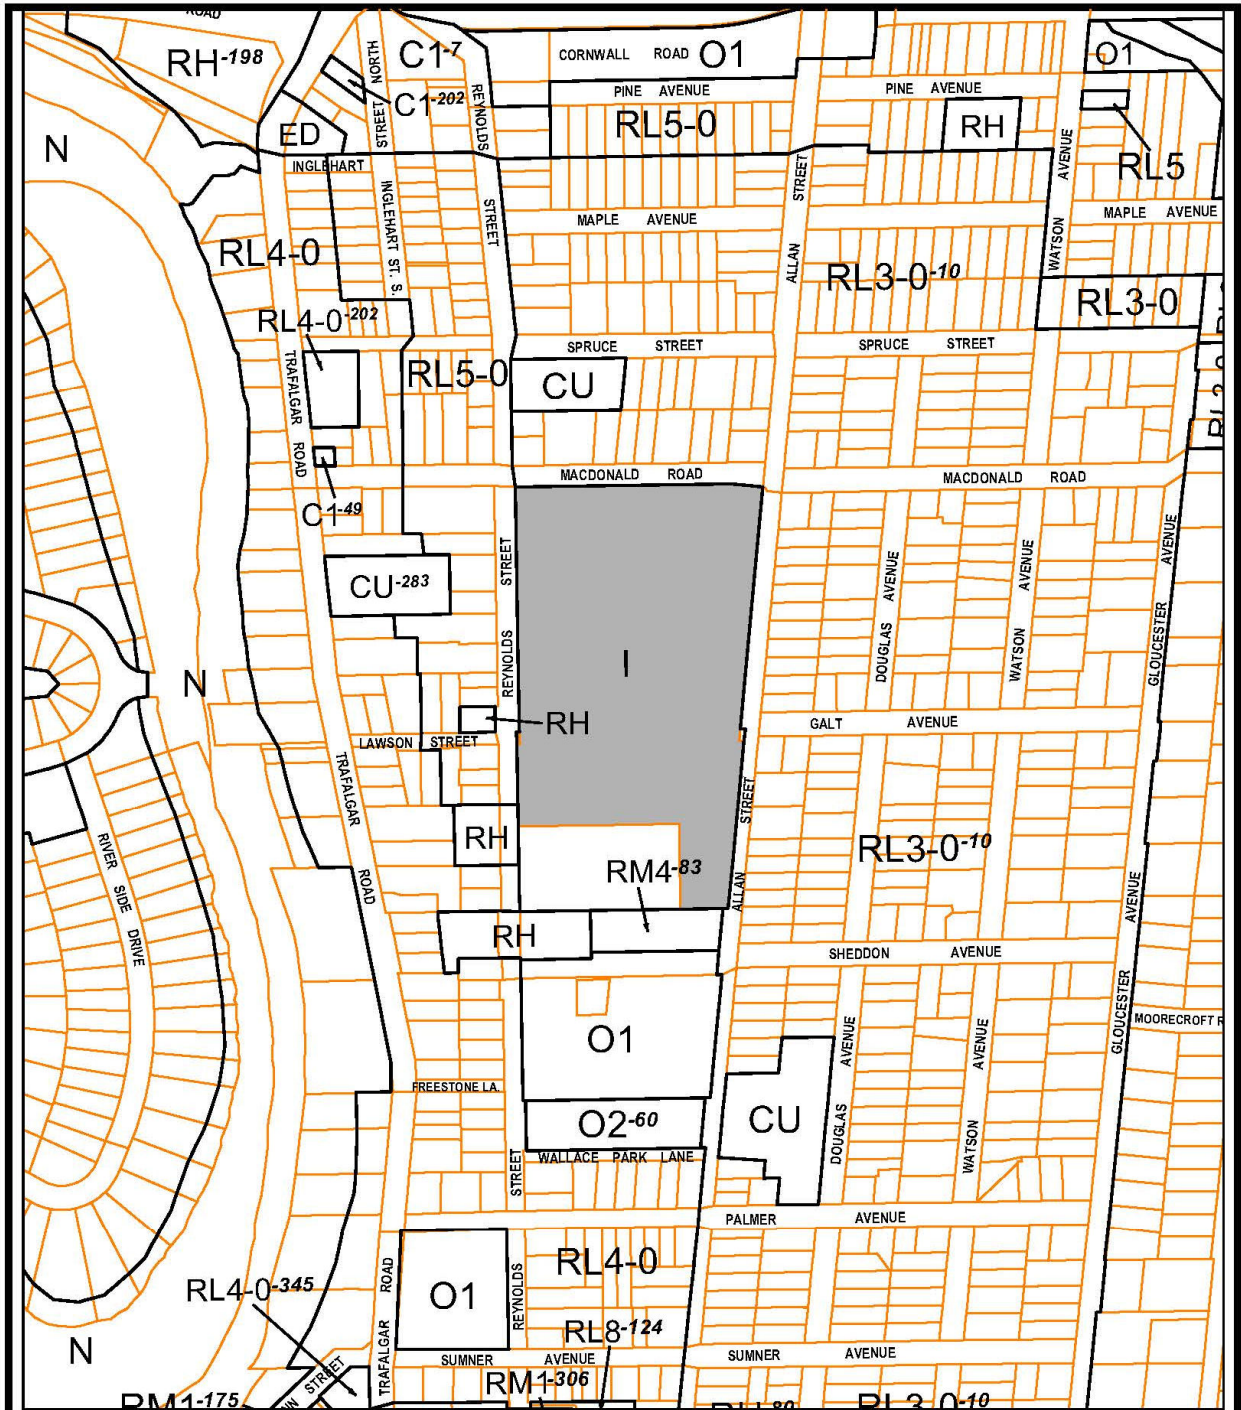 ROAD
RH-198
NORTH
STREET
C1-7
CORNWALL ROAD
O1
O1
C1-202
REYNOLDS
PINE AVENUE
PINE AVENUE
RL5-0
RH
N
ED
INGLEHART
AVENUE
RL5
STREET
INGLEHART ST. S.
STREET
MAPLE AVENUE
MAPLE AVENUE
WATSON
RL4-0
ALLAN
RL3-0-10
RL3-0
RL4-0-202
SPRUCE STREET
SPRUCE STREET
TRAFALGAR
RL5-0
CU
ROAD
MACDONALD ROAD
MACDONALD ROAD
C1-49
STREET
AVENUE
AVENUE
AVENUE
CU-283
DOUGLAS
WATSON
GLOUCESTER
REYNOLDS
I
N
RH
GALT AVENUE
LAWSON STREET
TRAFALGAR
STREET
RH
RL3-0-10
RIVER SIDE DRIVE
ROAD
RM4-83
ALLAN
AVENUE
RH
SHEDDON AVENUE
GLOUCESTER
O1
AVENUE
AVENUE
MOORECROFT R
FREESTONE LA.
O2-60
CU
DOUGLAS
WATSON
STREET
WALLACE PARK LANE
PALMER AVENUE
ROAD
RL4-0
REYNOLDS
RL4-0-345
O1
RL8-124
N
TRAFALGAR
SUMNER AVENUE
SUMNER AVENUE
STREET
RM1-306
RM1-175
RL3-0-10